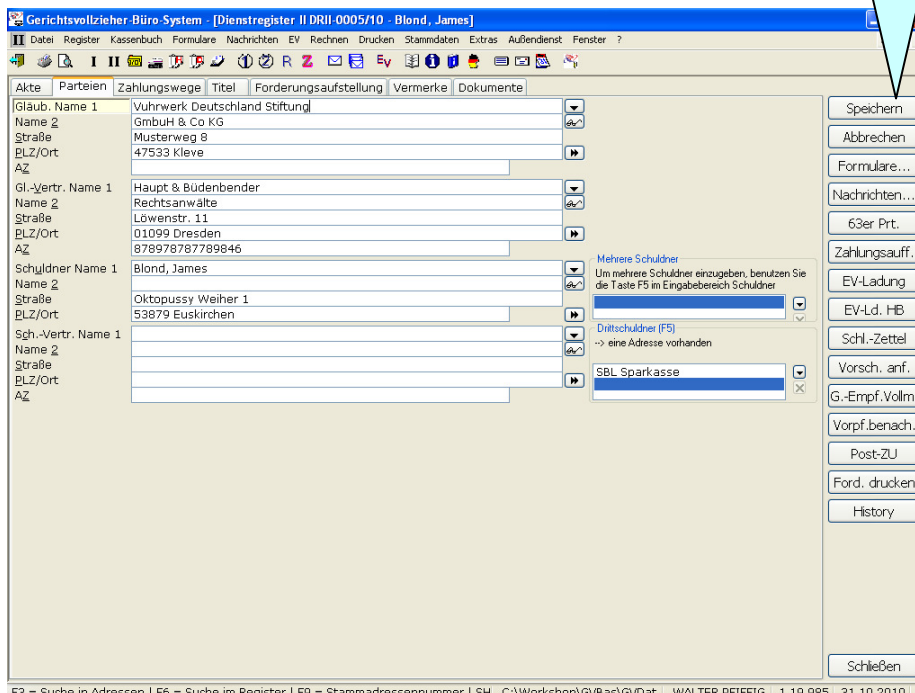 Gerichtsvollzieher-Büro-System - [Dienstregister II DRII-0005/10 - Blond, James]
II Datei Register Kassenbuch Formulare Nachrichten EV Rechnen Drucken Stammdaten Extras Außendienst Fenster ?
I II R Z EV
Akte Parteien Zahlungswege Titel Forderungsaufstellung Vermerke Dokumente
Gläub. Name 1 Vuhrwerk Deutschland Stiftung
Name 2 GmbuH & Co KG
Straße Musterweg 8
PLZ/Ort 47533 Kleve
AZ
Gl.-Vertr. Name 1 Haupt & Büdenbender
Name 2 Rechtsanwälte
Straße Löwenstr. 11
PLZ/Ort 01099 Dresden
AZ 878978787789846
Schuldner Name 1 Blond, James
Name 2
Straße Oktopussy Weiher 1
PLZ/Ort 53879 Euskirchen
Sch.-Vertr. Name 1
Name 2
Straße
PLZ/Ort
AZ
Mehrere Schuldner
Um mehrere Schuldner einzugeben, benutzen Sie
die Taste F5 im Eingabebereich Schuldner
Drittschuldner (F5)
--> eine Adresse vorhanden
SBL Sparkasse
Speichern
Abbrechen
Formulare...
Nachrichten...
63er Prt.
Zahlungsauff.
EV-Ladung
EV-Ld. HB
Schl.-Zettel
Vorsch. anf.
G.-Empf.Vollm
Vorpf.benach.
Post-ZU
Ford. drucken
History
Schließen
F3 = Suche in Adressen | F6 = Suche im Register | F9 = Stammadressennummer | SH C:\Workshop\GVBas\GVDat WALTER PFEIFFIG 1.19.985 31.10.2010